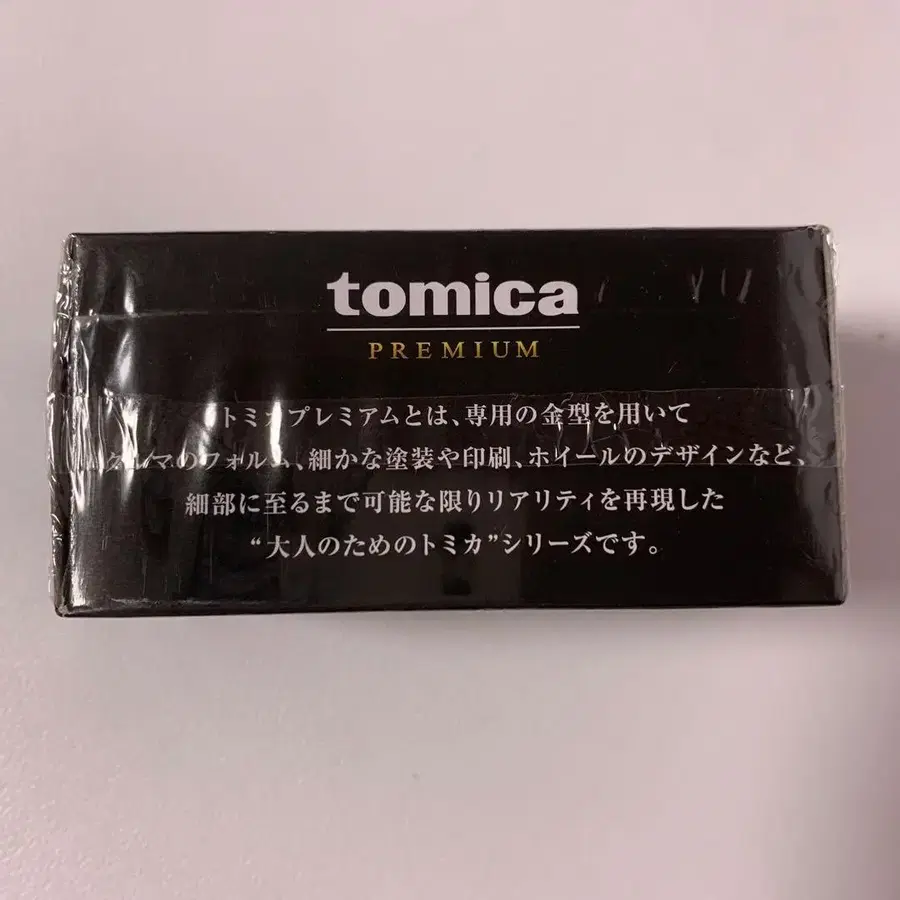 tomica
PREMIUM
トミカプレミアムとは、専用の金型を用いて
クルマのフォルム、細かな塗装や印刷、ホイールのデザインなど、
細部に至るまで可能な限りリアリティを再現した
“大人のためのトミカ”シリーズです。